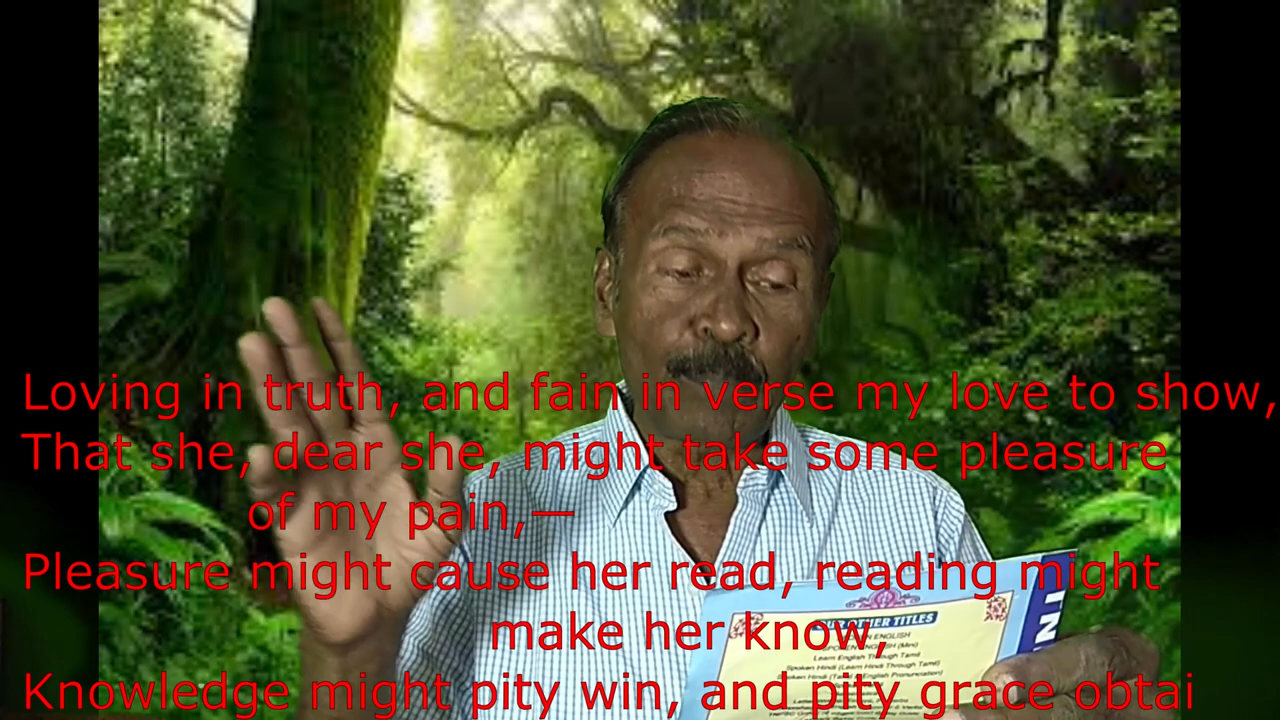 Loving in truth, and fain in verse my love to show,
That she, dear she, might take some pleasure
of my pain,—
Pleasure might cause her read, reading might
make her know,
Knowledge might pity win, and pity grace obtai
OTHER TITLES
ENGLISH
Learn English Through Tamil
Spoken Hindi (Learn Hindi Through Tamil)